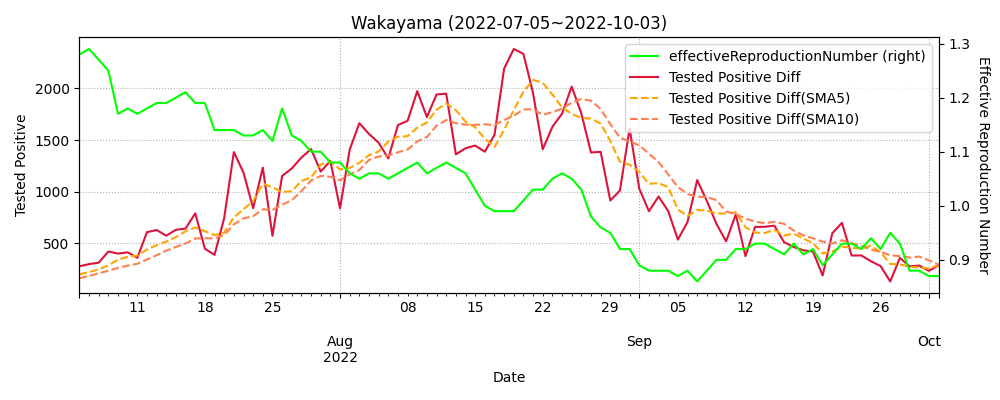 Wakayama (2022-07-05~2022-10-03)
effectiveReproductionNumber (right)
Tested Positive Diff
Tested Positive Diff(SMA5)
Tested Positive Diff(SMA10)
Tested Positive
2000
1500
1000
500
Effective Reproduction Number
1.3
1.2
1.1
1.0
0.9
11 18 25 08 15 22 29 05 12 19 26
Aug Sep Oct
2022
Date